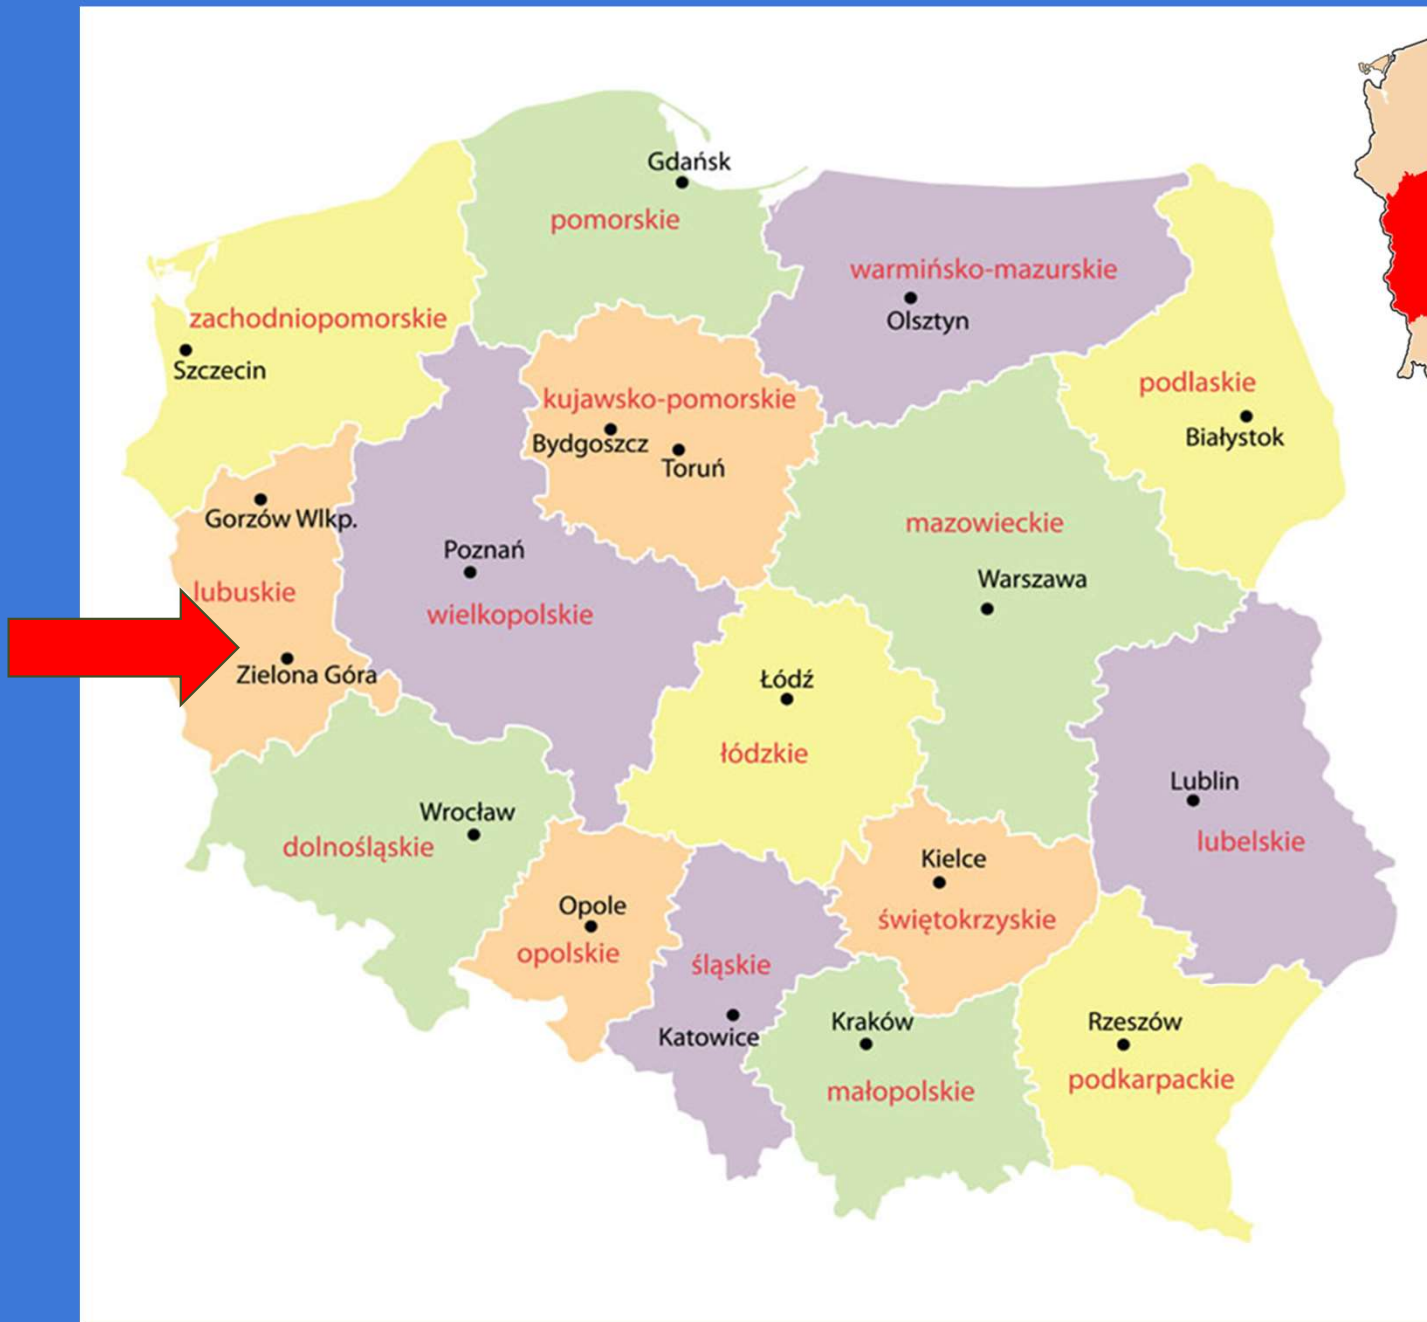 Gdańsk
pomorskie
warmińsko-mazurskie
Olsztyn
zachodniopomorskie
Szczecin
podlaskie
Białystok
kujawsko-pomorskie
Bydgoszcz
Toruń
Gorzów Wlkp.
mazowieckie
Poznań
Warszawa
lubuskie
wielkopolskie
Zielona Góra
Łódź
łódzkie
Lublin
lubelskie
Wrocław
dolnośląskie
Kielce
świętokrzyskie
Opole
opolskie
śląskie
Katowice
Kraków
małopolskie
Rzeszów
podkarpackie